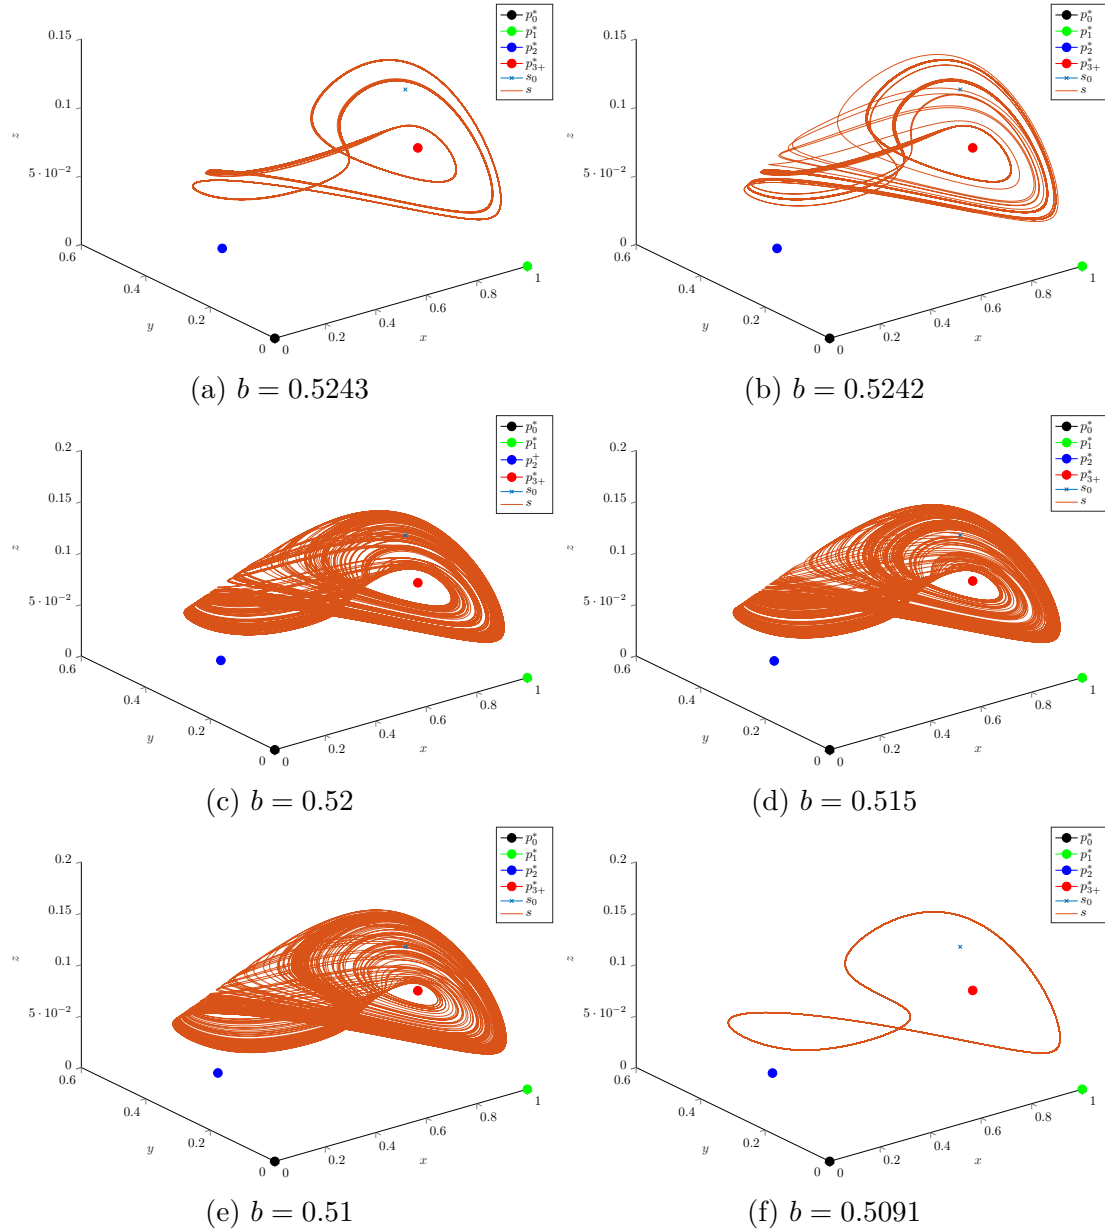 p₀*
p₁*
p₂*
p₃₊*
s₀
s
0.15
0.1
5 · 10⁻²
0
z
0.6
0.4
0.2
0
y
0
0.2
0.4
0.6
0.8
1
x
(a) b = 0.5243
p₀*
p₁*
p₂*
p₃₊*
s₀
s
0.15
0.1
5 · 10⁻²
0
z
0.6
0.4
0.2
0
y
0
0.2
0.4
0.6
0.8
1
x
(b) b = 0.5242
p₀*
p₁*
p₂⁺
p₃₊*
s₀
s
0.2
0.15
0.1
5 · 10⁻²
0
z
0.6
0.4
0.2
0
y
0
0.2
0.4
0.6
0.8
1
x
(c) b = 0.52
p₀*
p₁*
p₂*
p₃₊*
s₀
s
0.2
0.15
0.1
5 · 10⁻²
0
z
0.6
0.4
0.2
0
y
0
0.2
0.4
0.6
0.8
1
x
(d) b = 0.515
p₀*
p₁*
p₂*
p₃₊*
s₀
s
0.2
0.15
0.1
5 · 10⁻²
0
z
0.6
0.4
0.2
0
y
0
0.2
0.4
0.6
0.8
1
x
(e) b = 0.51
p₀*
p₁*
p₂*
p₃₊*
s₀
s
0.2
0.15
0.1
5 · 10⁻²
0
z
0.6
0.4
0.2
0
y
0
0.2
0.4
0.6
0.8
1
x
(f) b = 0.5091